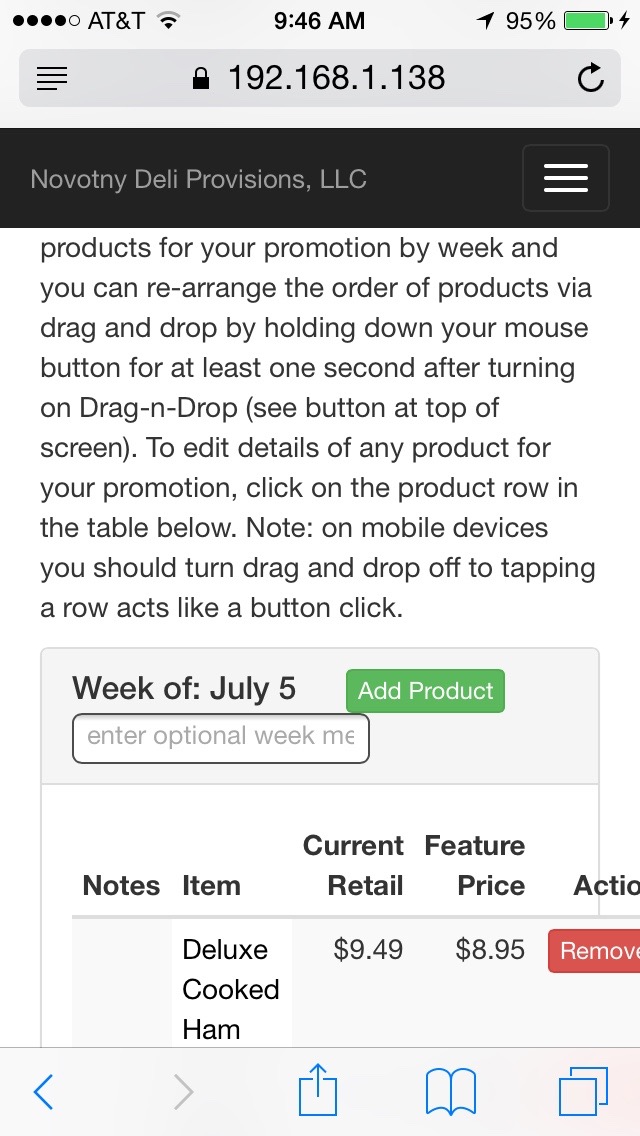 AT&T 9:46 AM 95%
192.168.1.138
Novotny Deli Provisions, LLC
products for your promotion by week and
you can re-arrange the order of products via
drag and drop by holding down your mouse
button for at least one second after turning
on Drag-n-Drop (see button at top of
screen). To edit details of any product for
your promotion, click on the product row in
the table below. Note: on mobile devices
you should turn drag and drop off to tapping
a row acts like a button click.
Week of: July 5 Add Product
enter optional week me
Current Feature
Notes Item Retail Price Actio
Deluxe $9.49 $8.95 Remove
Cooked
Ham